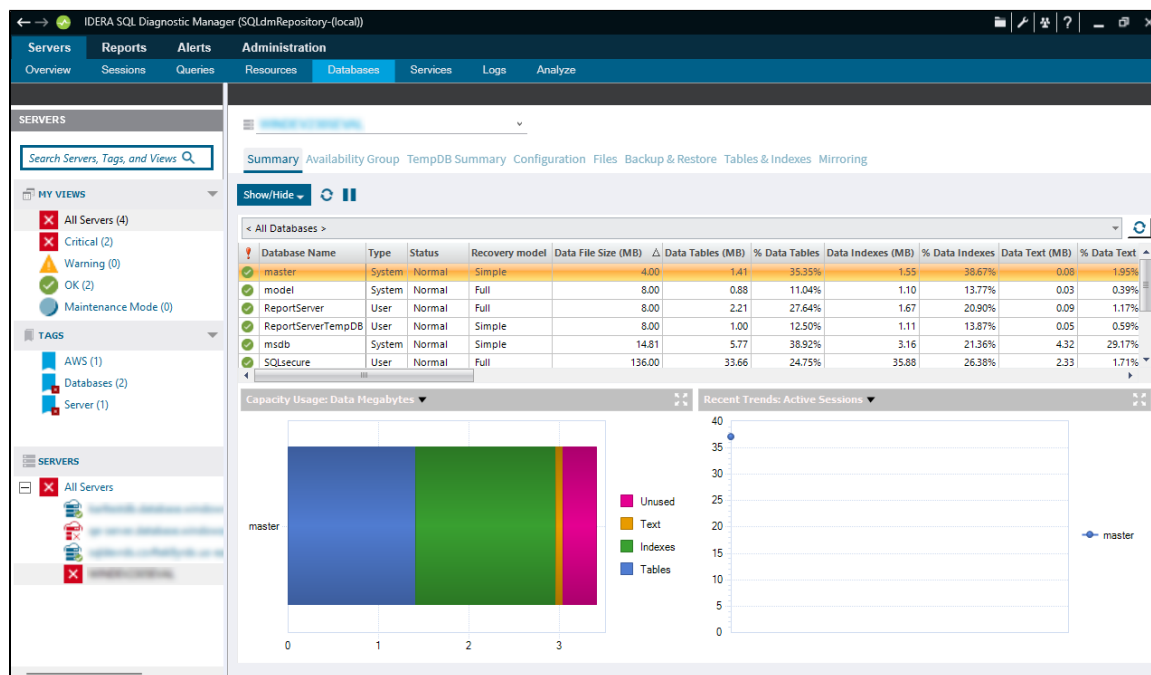 IDERA SQL Diagnostic Manager (SQLdmRepository-(local))
Servers Reports Alerts Administration
Overview Sessions Queries Resources Databases Services Logs Analyze
SERVERS
Search Servers, Tags, and Views
MY VIEWS
All Servers (4)
Critical (2)
Warning (0)
OK (2)
Maintenance Mode (0)
TAGS
AWS (1)
Databases (2)
Server (1)
SERVERS
All Servers
Summary Availability Group TempDB Summary Configuration Files Backup & Restore Tables & Indexes Mirroring
Show/Hide
< All Databases >
Database Name Type Status Recovery model Data File Size (MB) Data Tables (MB) % Data Tables Data Indexes (MB) % Data Indexes Data Text (MB) % Data Text
master System Normal Simple 4.00 1.41 35.35% 1.55 38.67% 0.08 1.95%
model System Normal Full 8.00 0.88 11.04% 1.10 13.77% 0.03 0.39%
ReportServer User Normal Full 8.00 2.21 27.64% 1.67 20.90% 0.09 1.17%
ReportServerTempDB User Normal Simple 8.00 1.00 12.50% 1.11 13.87% 0.05 0.59%
msdb System Normal Simple 14.81 5.77 38.92% 3.16 21.36% 4.32 29.17%
SQLsecure User Normal Full 136.00 33.66 24.75% 35.88 26.38% 2.33 1.71%
Capacity Usage: Data Megabytes
master
0 1 2 3
Unused
Text
Indexes
Tables
Recent Trends: Active Sessions
40
35
30
25
20
15
10
5
0
master